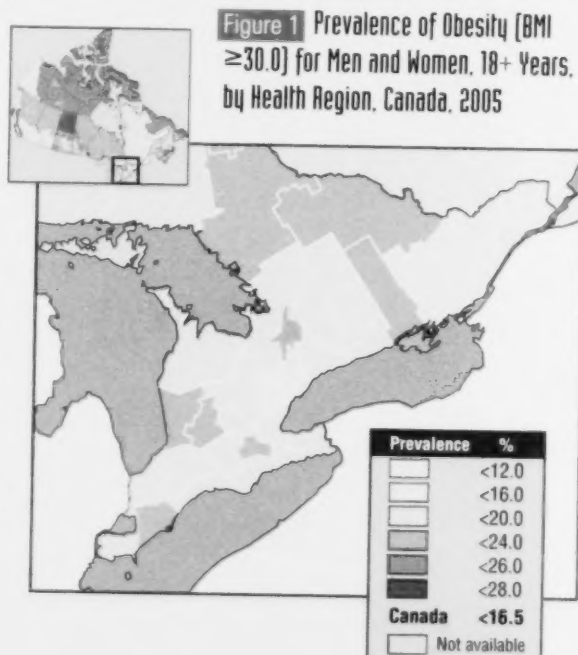 Figure 1 Prevalence of Obesity (BMI
≥30.0) for Men and Women, 18+ Years,
by Health Region, Canada, 2005
Prevalence %
<12.0
<16.0
<20.0
<24.0
<26.0
<28.0
Canada <16.5
Not available